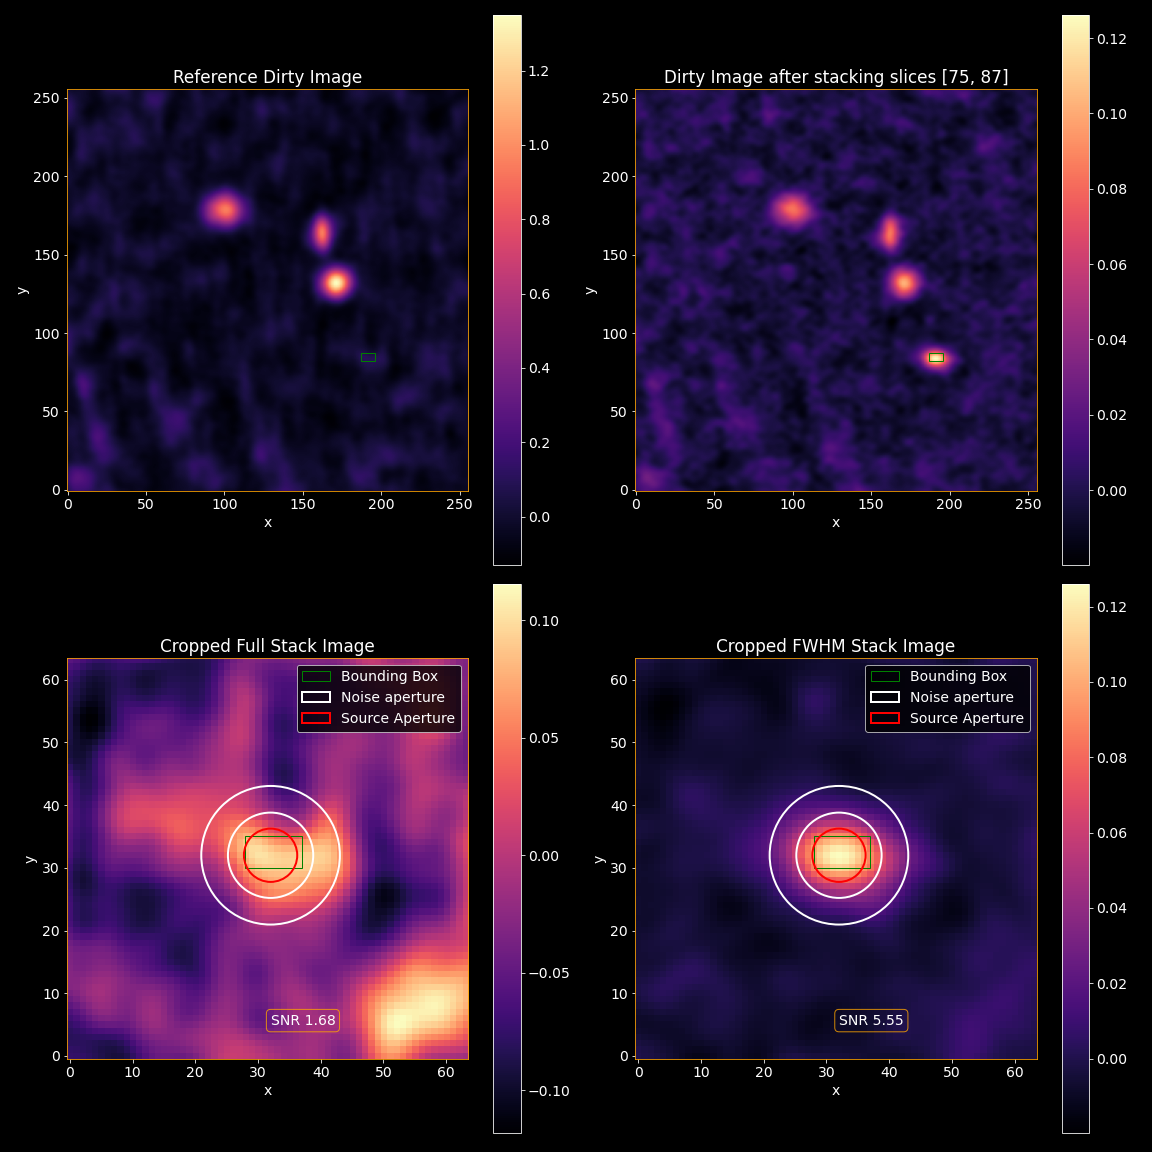 Reference Dirty Image
250
200
150
100
50
0
y
0 50 100 150 200 250
x
1.2
1.0
0.8
0.6
0.4
0.2
0.0
Dirty Image after stacking slices [75, 87]
250
200
150
100
50
0
y
0 50 100 150 200 250
x
0.12
0.10
0.08
0.06
0.04
0.02
0.00
Cropped Full Stack Image
Bounding Box
Noise aperture
Source Aperture
60
50
40
30
20
10
0
y
SNR 1.68
0 10 20 30 40 50 60
x
0.10
0.05
0.00
−0.05
−0.10
Cropped FWHM Stack Image
Bounding Box
Noise aperture
Source Aperture
60
50
40
30
20
10
0
y
SNR 5.55
0 10 20 30 40 50 60
x
0.12
0.10
0.08
0.06
0.04
0.02
0.00